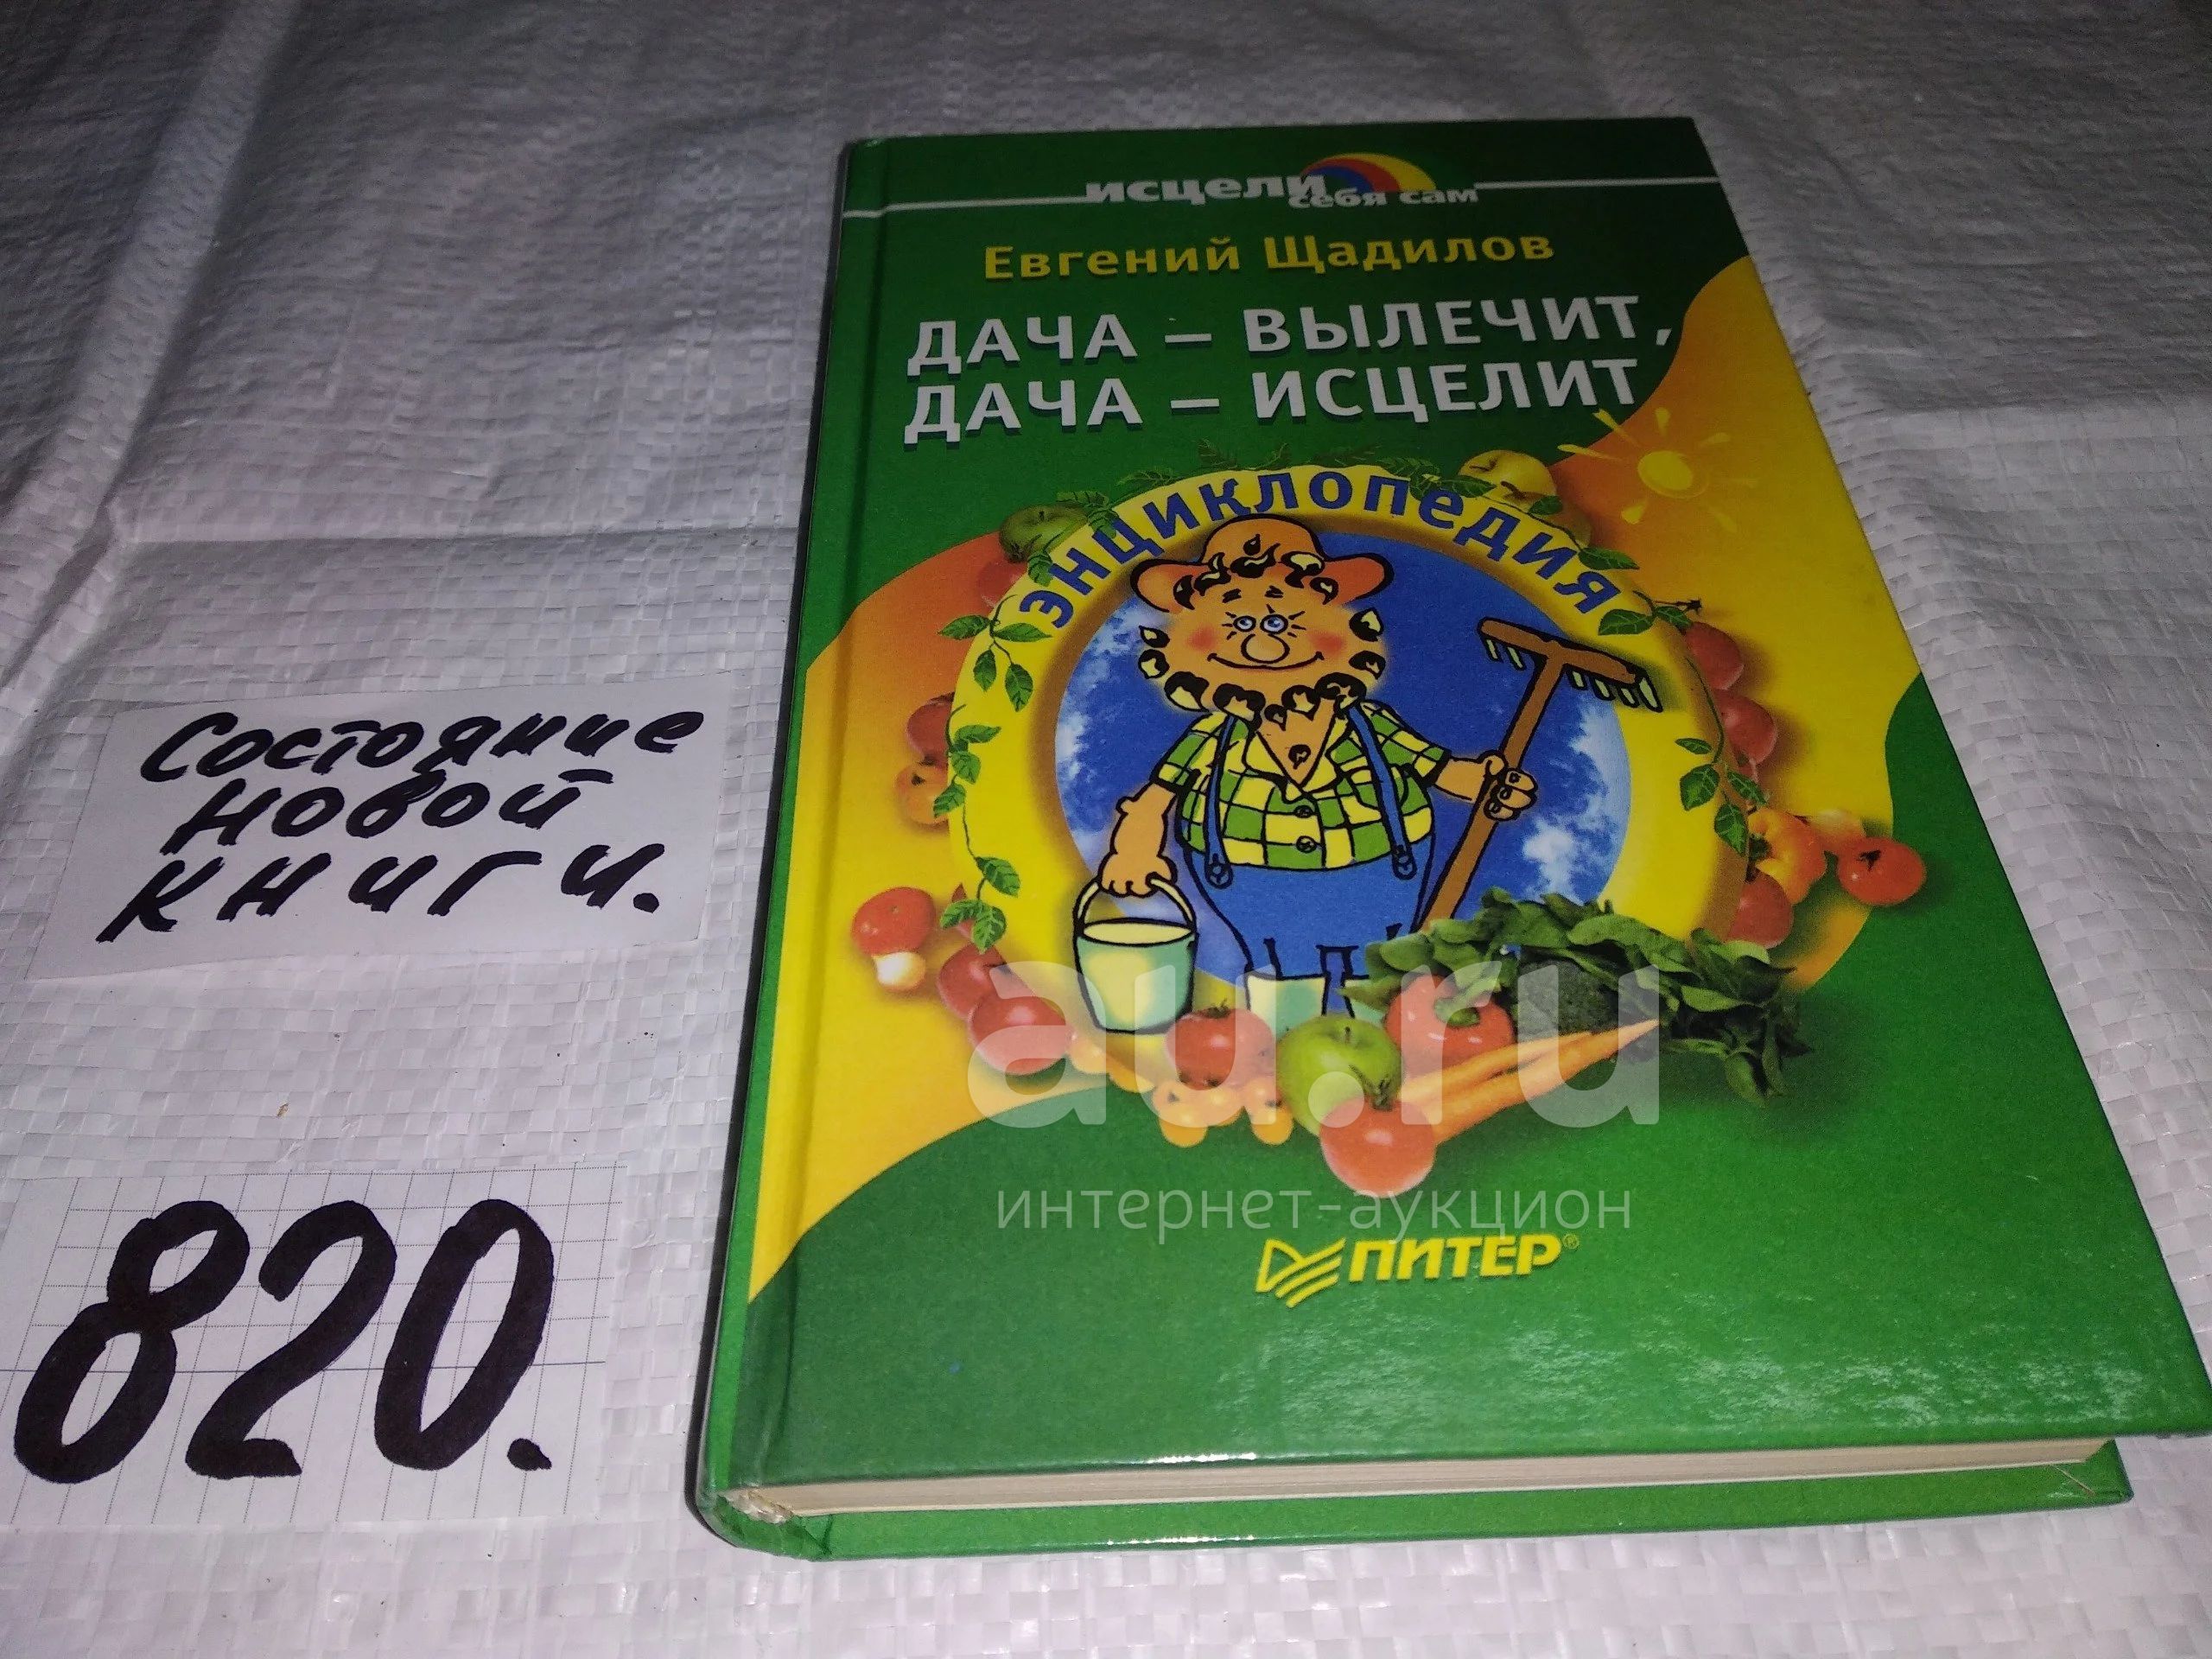 исцели
себя сам
Евгений Щадилов
ДАЧА – ВЫЛЕЧИТ,
ДАЧА – ИСЦЕЛИТ
ЭНЦИКЛОПЕДИЯ
Состояние
новой
книги.
820.
au.ru
интернет-аукцион
ПИТЕР®